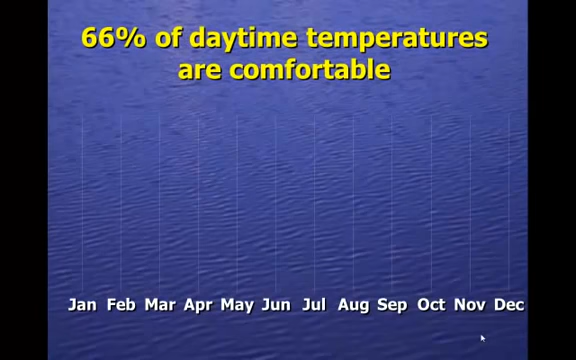 66% of daytime temperatures
are comfortable
Jan Feb Mar Apr May Jun Jul Aug Sep Oct Nov Dec